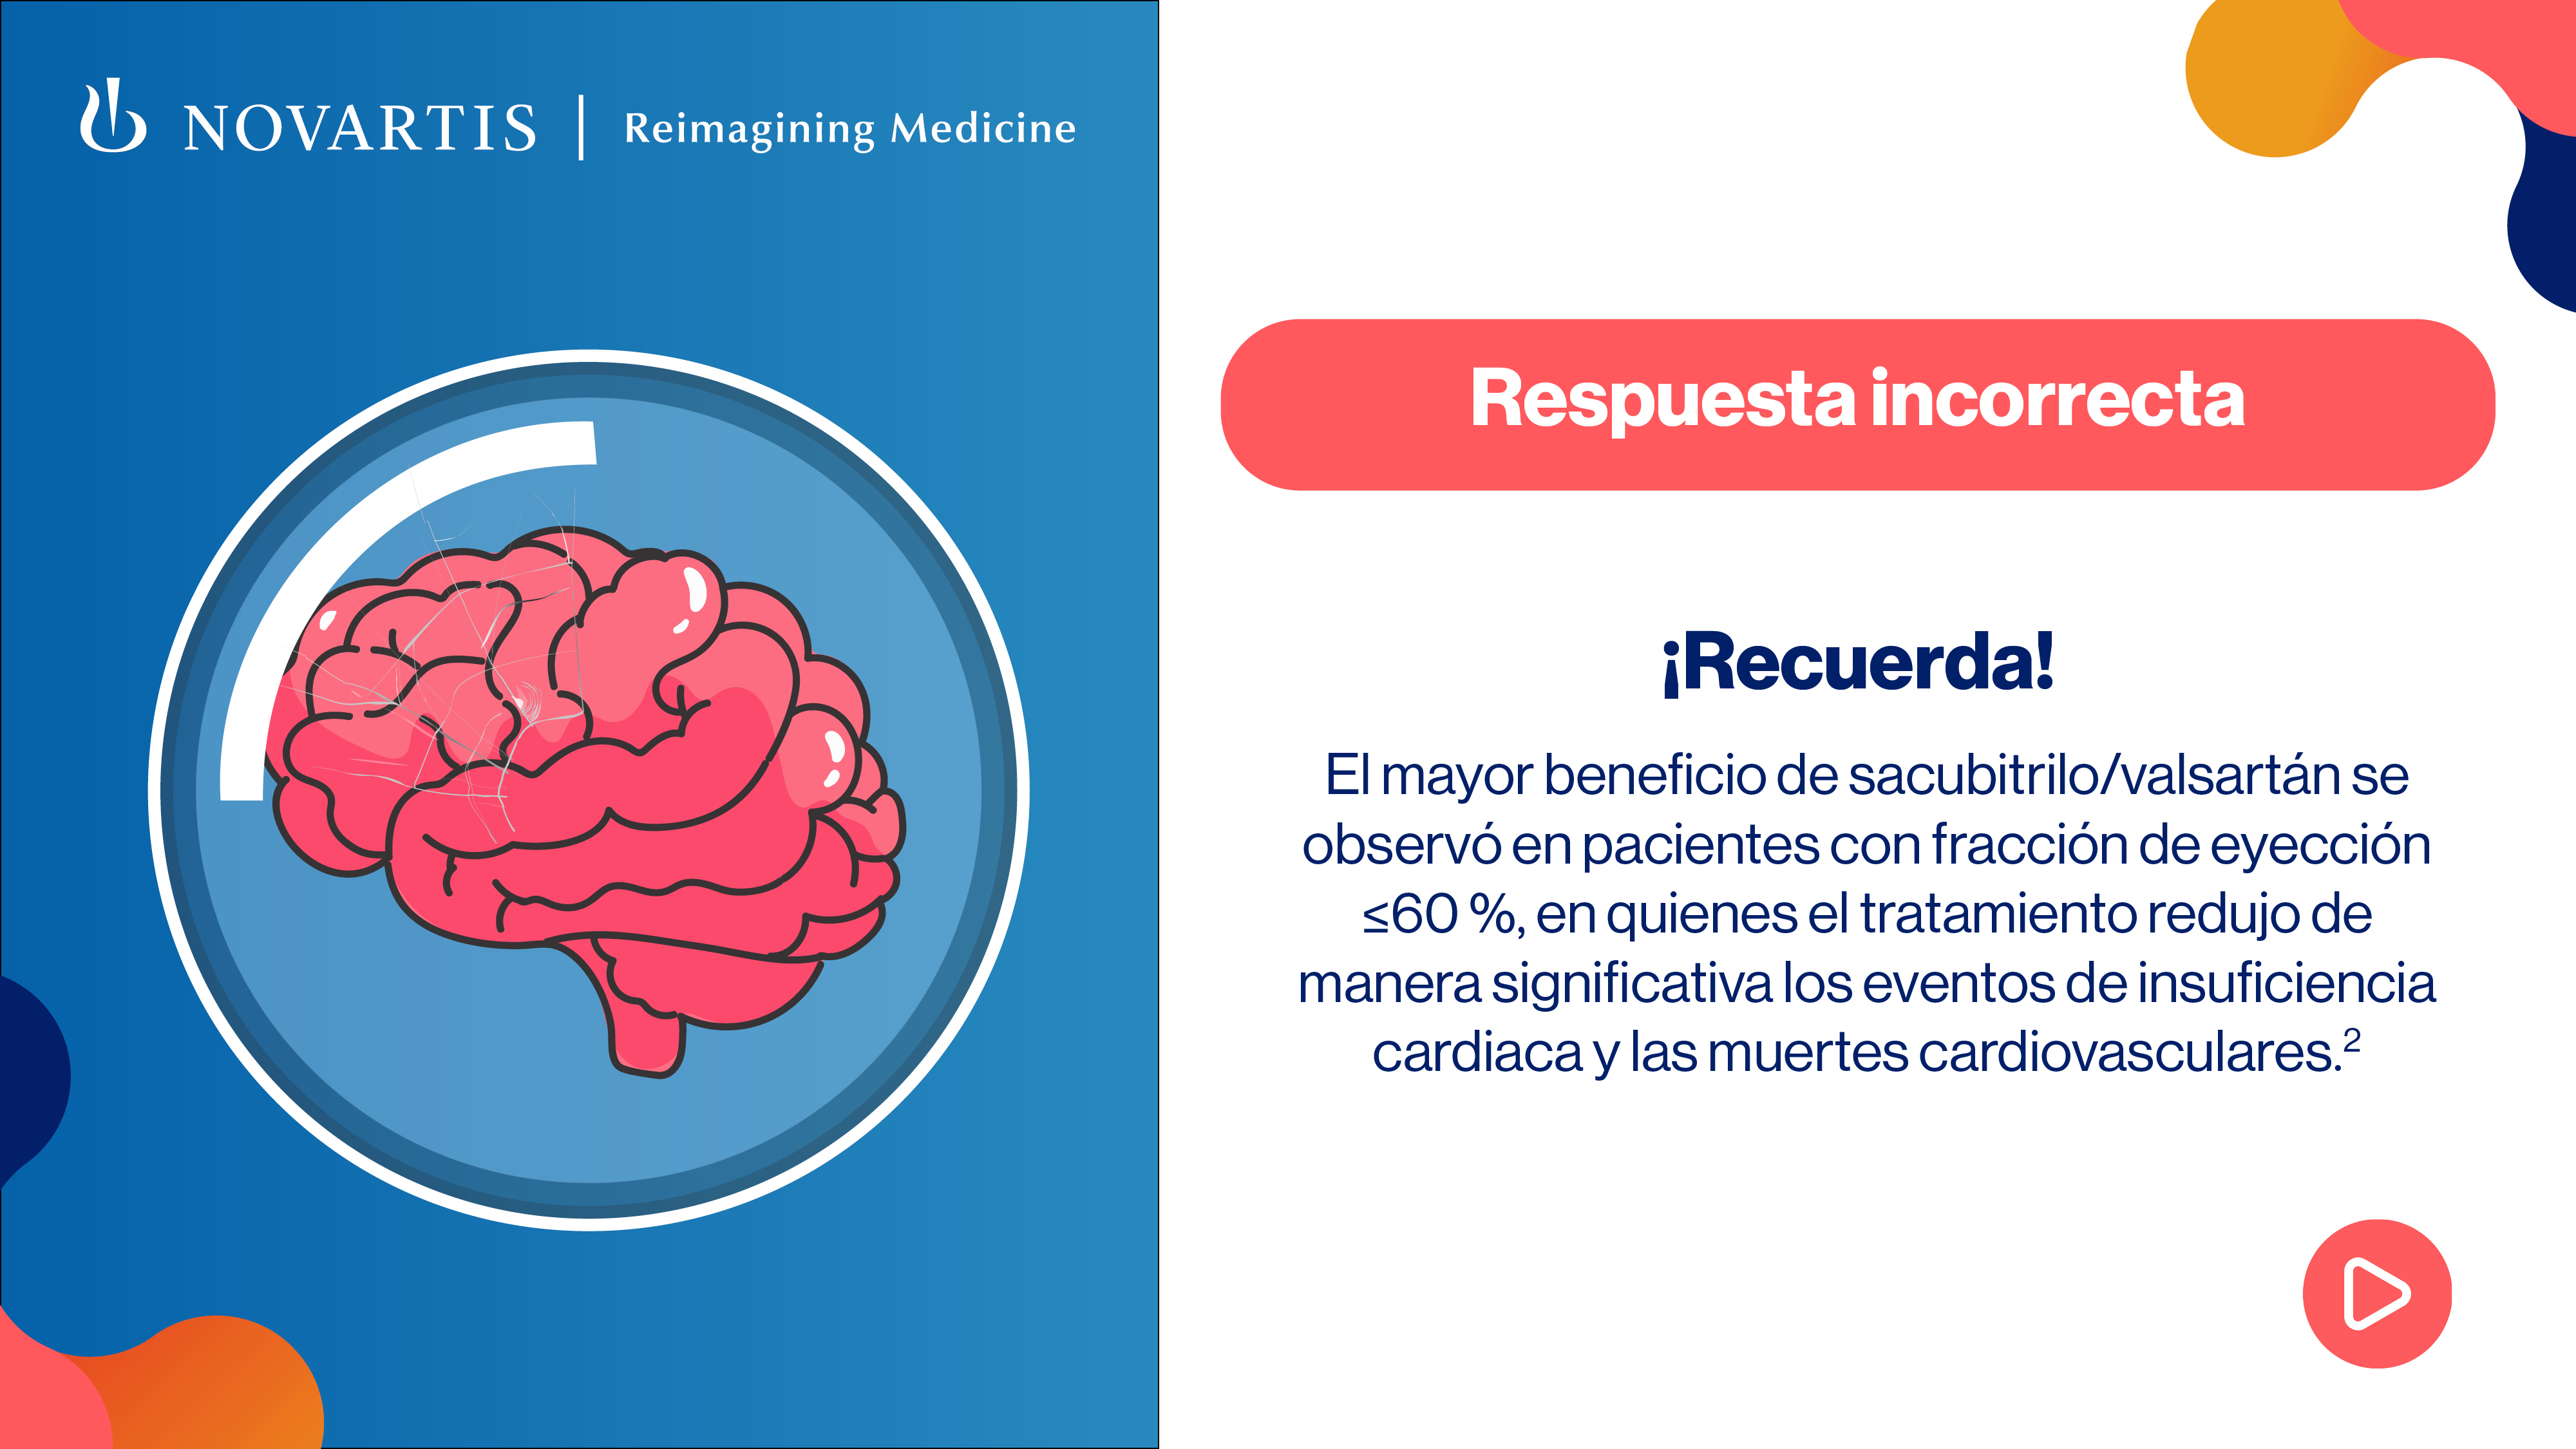 NOVARTIS | Reimagining Medicine
Respuesta incorrecta
¡Recuerda!
El mayor beneficio de sacubitrilo/valsartán se
observó en pacientes con fracción de eyección
≤60 %, en quienes el tratamiento redujo de
manera significativa los eventos de insuficiencia
cardiaca y las muertes cardiovasculares.²